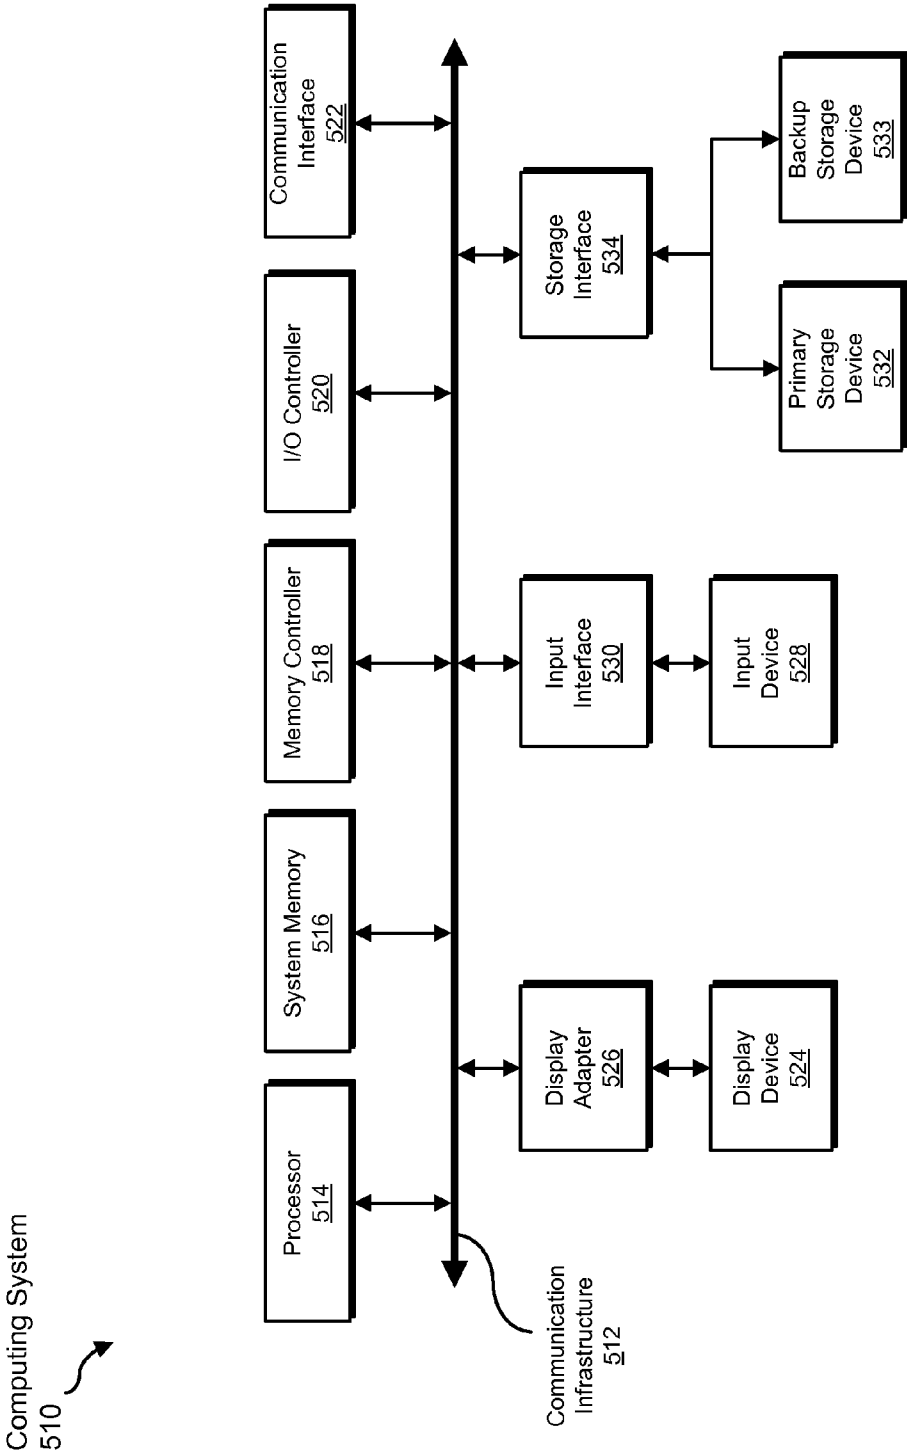 Computing System
510
Processor
514
System Memory
516
Memory Controller
518
I/O Controller
520
Communication
Interface
522
Communication
Infrastructure
512
Display
Adapter
526
Input
Interface
530
Storage
Interface
534
Display
Device
524
Input
Device
528
Primary
Storage
Device
532
Backup
Storage
Device
533